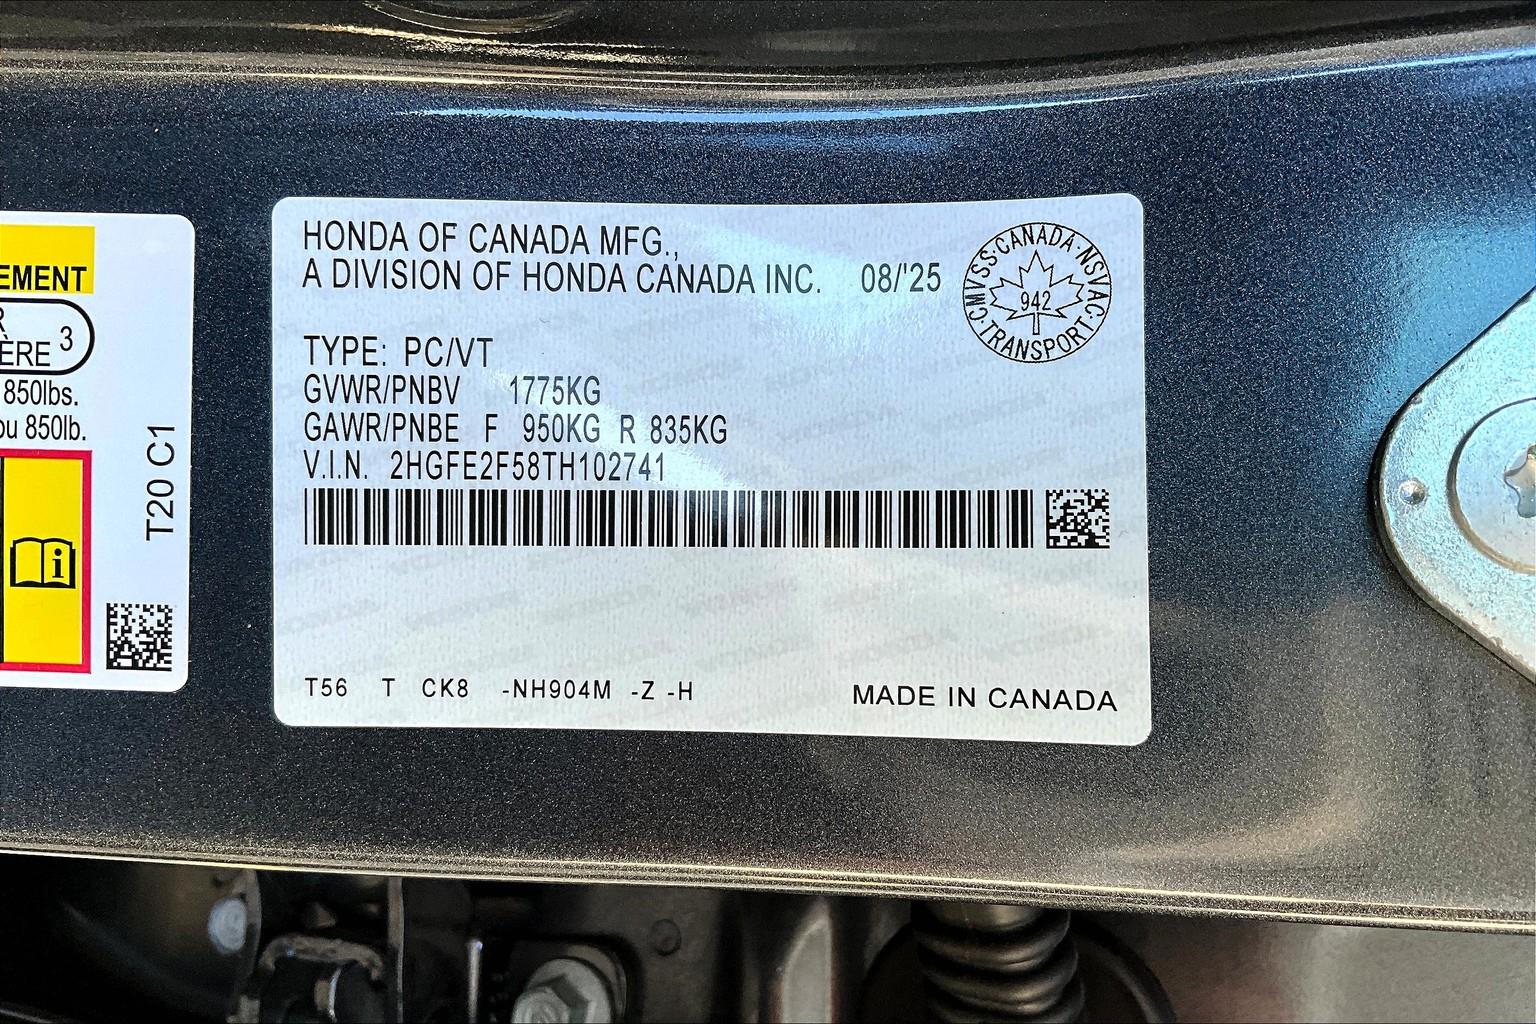 EMENT
R
À
ÈRE 3
850lbs.
ou 850lb.
T20 C1
HONDA OF CANADA MFG.,
A DIVISION OF HONDA CANADA INC. 08/'25
CANADA · NSVAC · TRANSPORT · CMVSS ·
942
TYPE: PC/VT
GVWR/PNBV 1775KG
GAWR/PNBE F 950KG R 835KG
V.I.N. 2HGFE2F58TH102741
T56 T CK8 -NH904M -Z -H
MADE IN CANADA